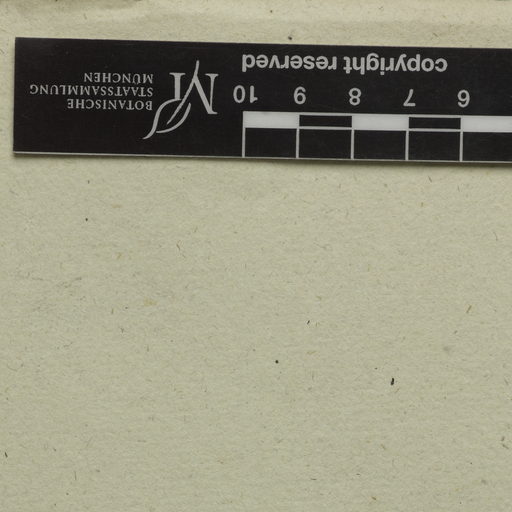 copyright reserved
6 7 8 9 10
BOTANISCHE
STAATSSAMMLUNG
MÜNCHEN